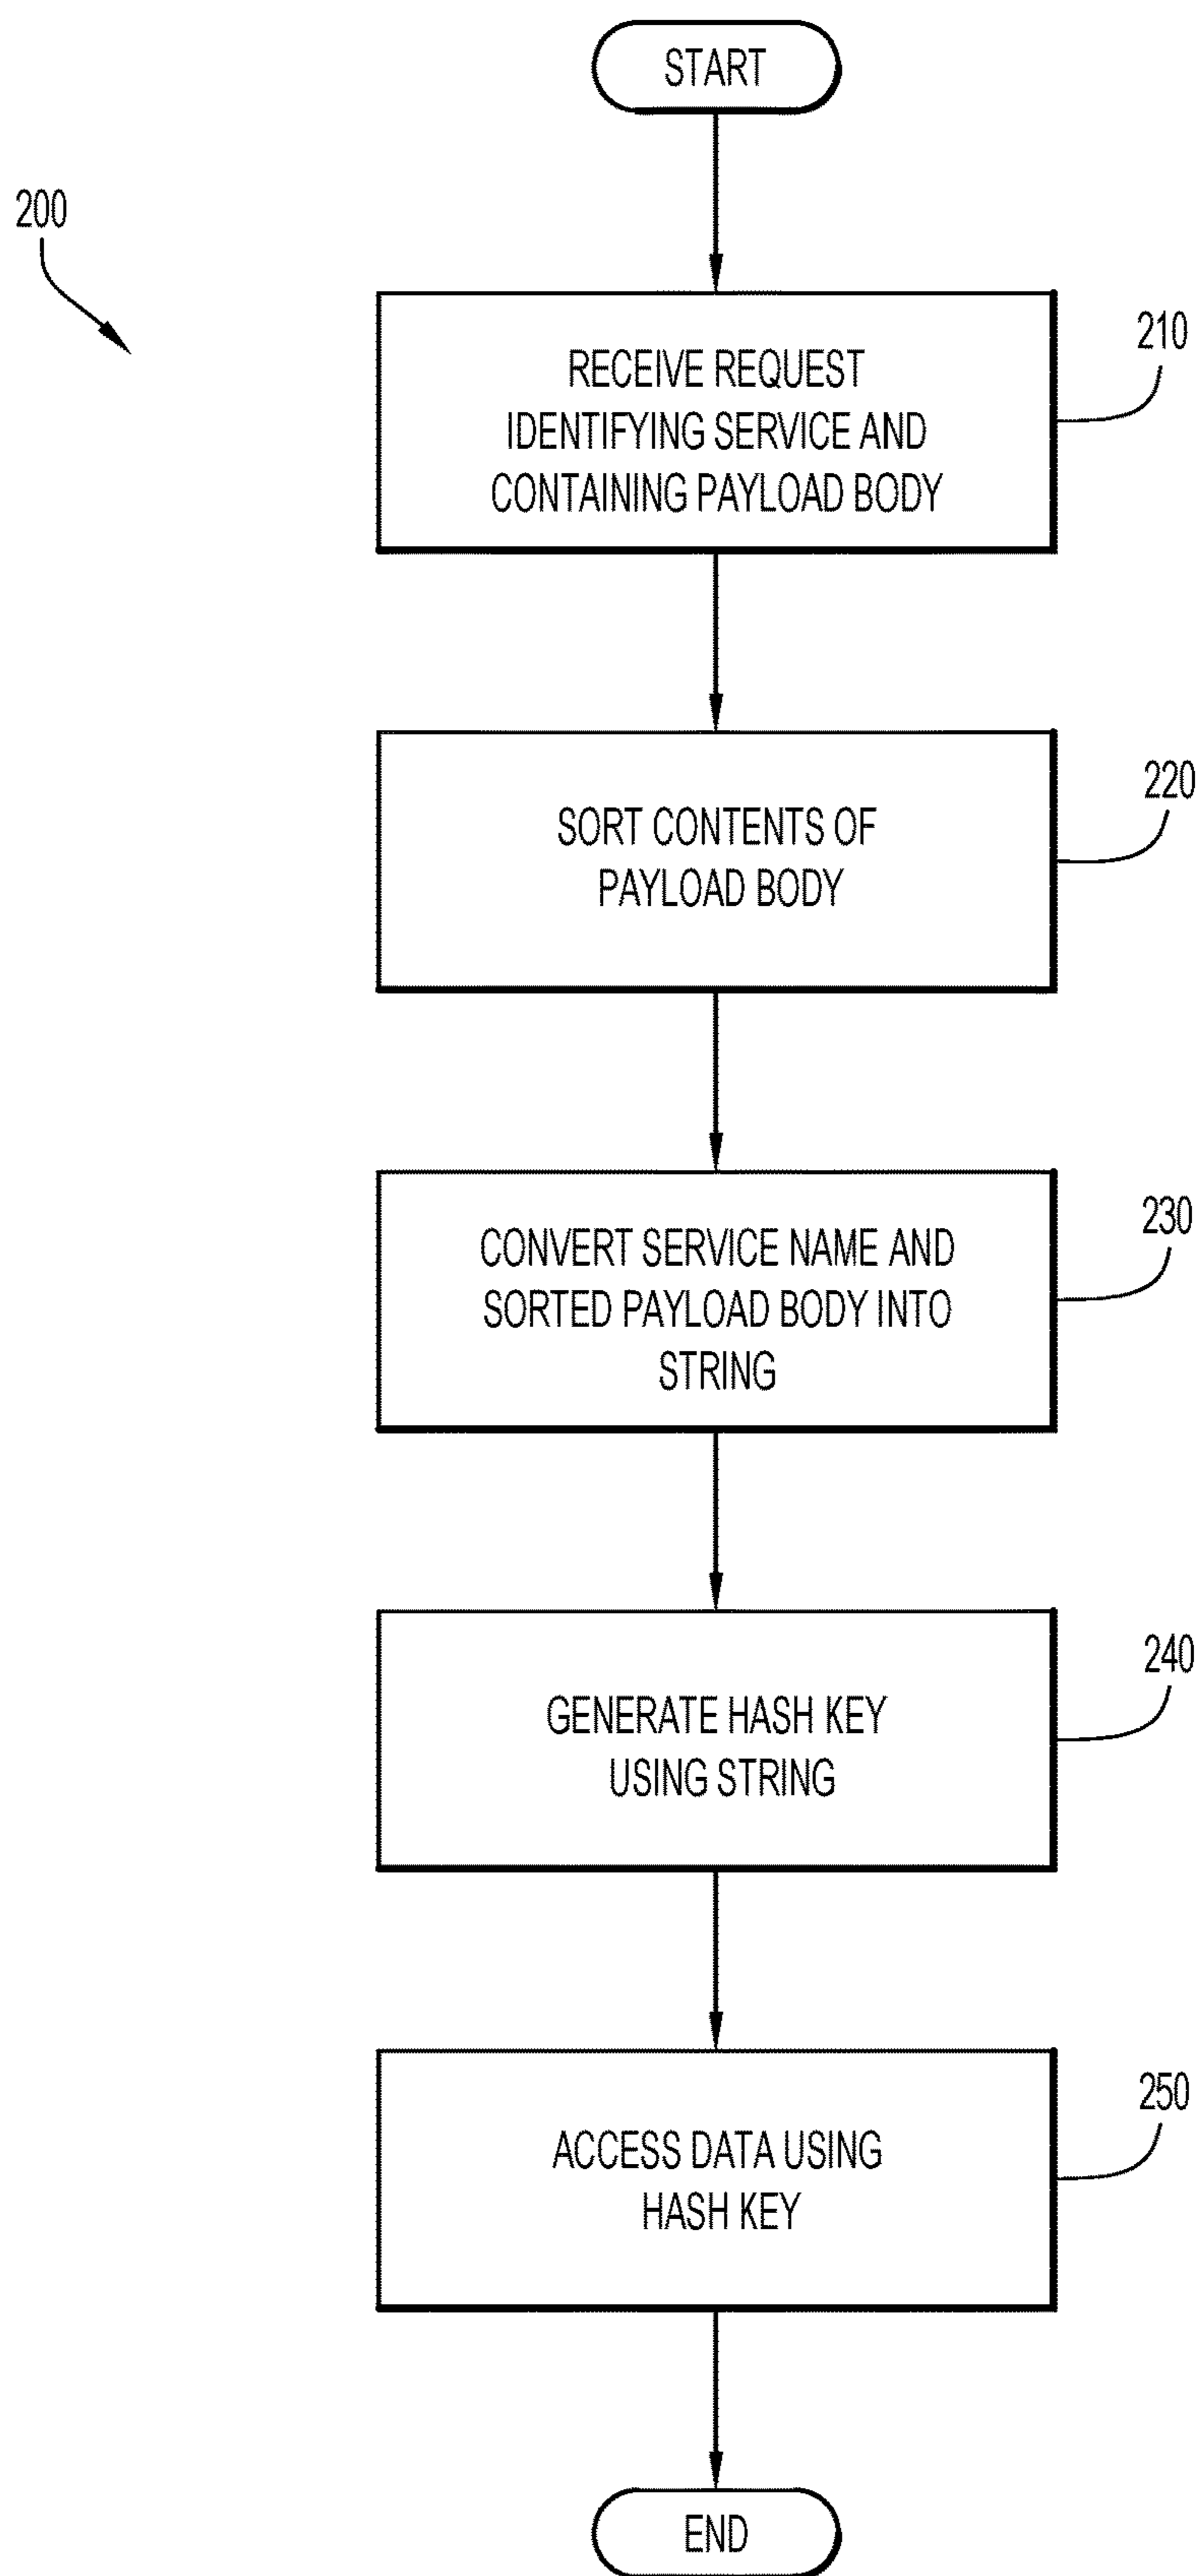 START
200
RECEIVE REQUEST
IDENTIFYING SERVICE AND
CONTAINING PAYLOAD BODY
210
SORT CONTENTS OF
PAYLOAD BODY
220
CONVERT SERVICE NAME AND
SORTED PAYLOAD BODY INTO
STRING
230
GENERATE HASH KEY
USING STRING
240
ACCESS DATA USING
HASH KEY
250
END